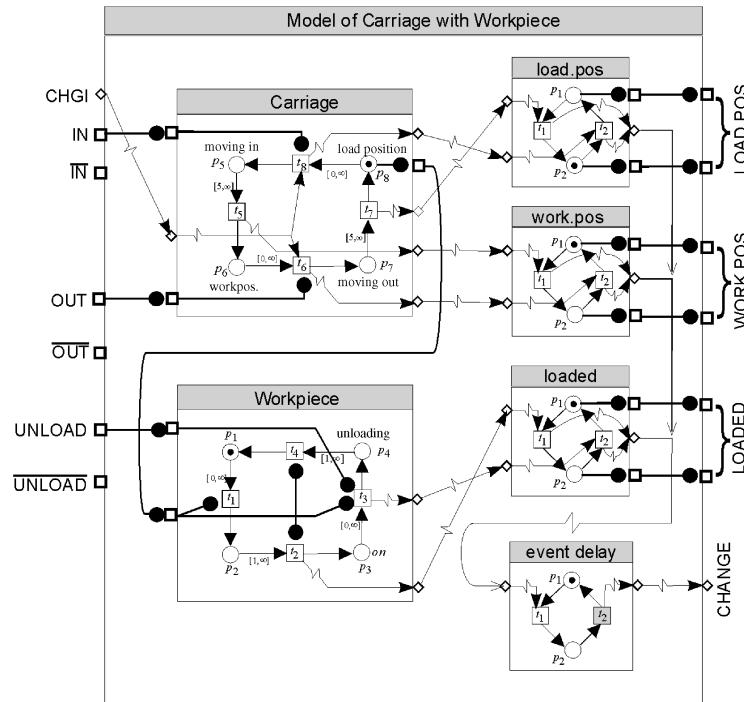 Model of Carriage with Workpiece
CHGI
IN
IN
OUT
OUT
UNLOAD
UNLOAD
Carriage
moving in
load position
p5
t8
p8
[0,∞]
[5,∞]
t5
t7
[5,∞]
p6
[0,∞]
t6
p7
workpos.
moving out
load.pos
p1
t1
t2
p2
LOAD POS
work.pos
p1
t1
t2
p2
WORK POS
Workpiece
p1
t4
unloading
p4
[1,∞]
[0,∞]
t1
t3
[0,∞]
p2
[1,∞]
t2
p3
on
loaded
p1
t1
t2
p2
LOADED
event delay
p1
t1
t2
p2
CHANGE